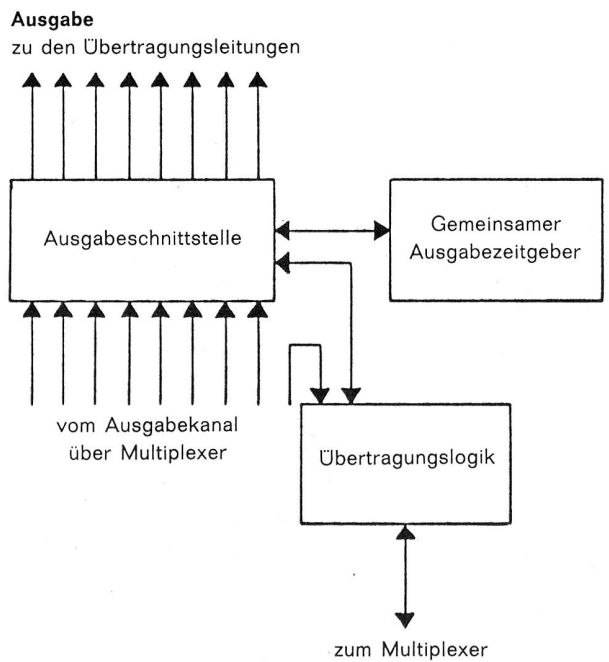 Ausgabe
zu den Übertragungsleitungen
Ausgabeschnittstelle
Gemeinsamer
Ausgabezeitgeber
vom Ausgabekanal
über Multiplexer
Übertragungslogik
zum Multiplexer